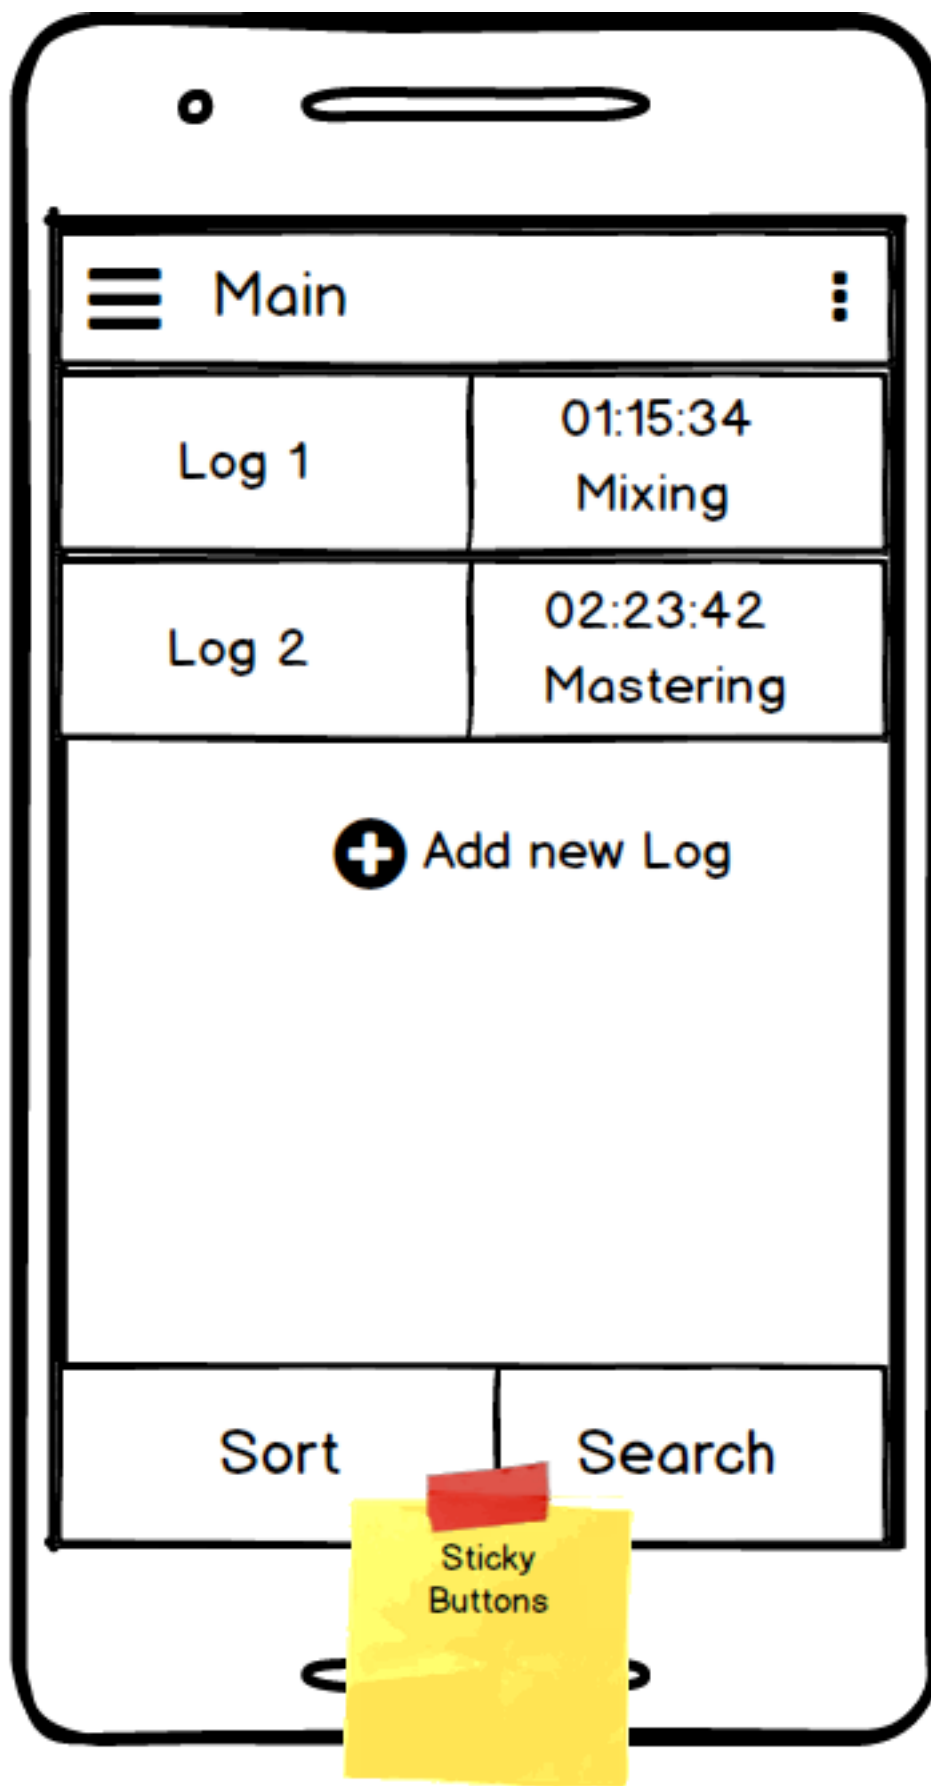 Main
Log 1
01:15:34
Mixing
Log 2
02:23:42
Mastering
Add new Log
Sort
Search
Sticky
Buttons